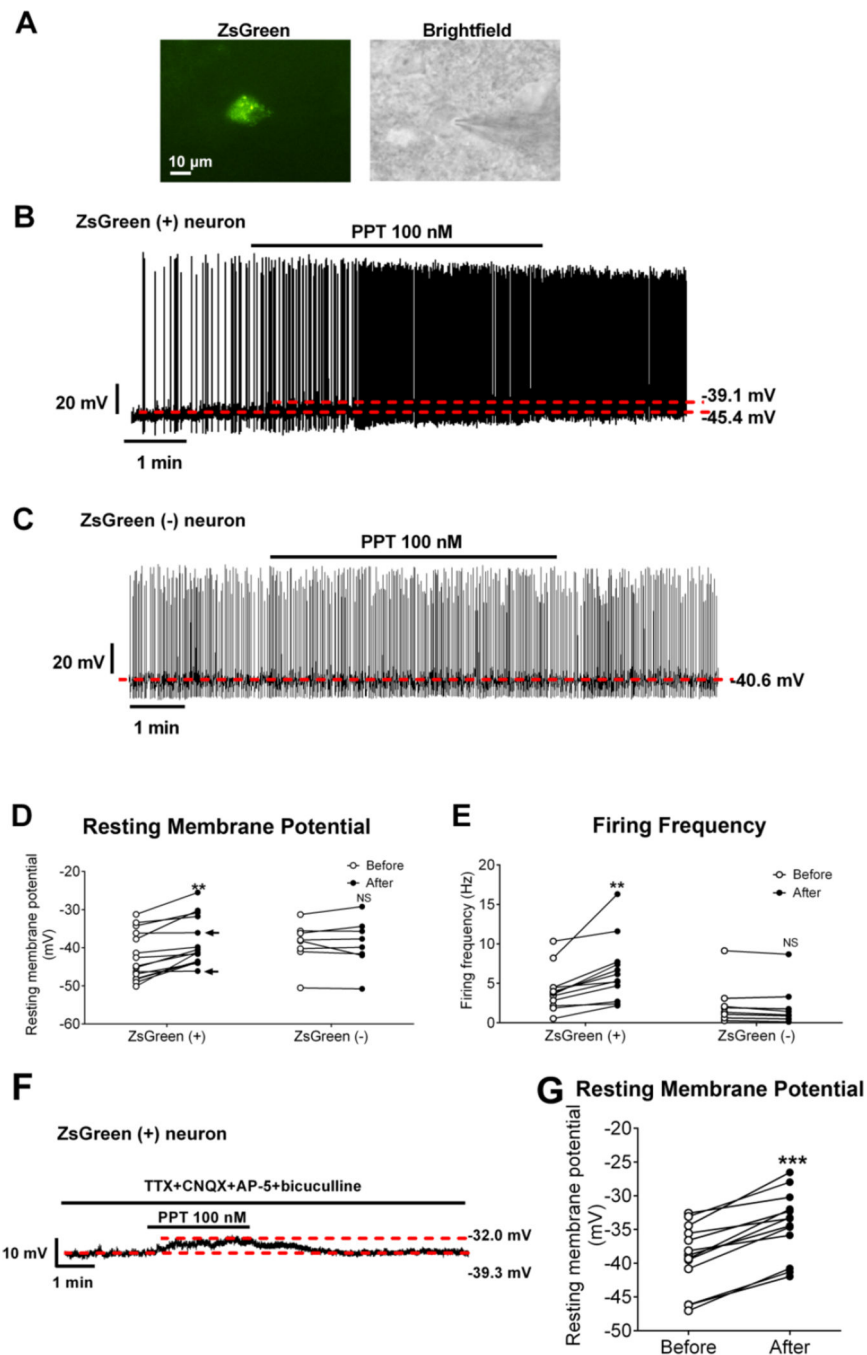 A
ZsGreen
Brightfield
10 µm
B
ZsGreen (+) neuron
PPT 100 nM
20 mV
-39.1 mV
-45.4 mV
1 min
C
ZsGreen (-) neuron
PPT 100 nM
20 mV
-40.6 mV
1 min
D
Resting Membrane Potential
Resting membrane potential
(mV)
-20
-30
-40
-50
-60
**
Before
After
NS
ZsGreen (+)
ZsGreen (-)
E
Firing Frequency
Firing frequency (Hz)
20
15
10
5
0
**
Before
After
NS
ZsGreen (+)
ZsGreen (-)
F
ZsGreen (+) neuron
TTX+CNQX+AP-5+bicuculline
PPT 100 nM
-32.0 mV
10 mV
-39.3 mV
1 min
G
Resting Membrane Potential
Resting membrane potential
(mV)
-20
-25
-30
-35
-40
-45
-50
***
Before
After